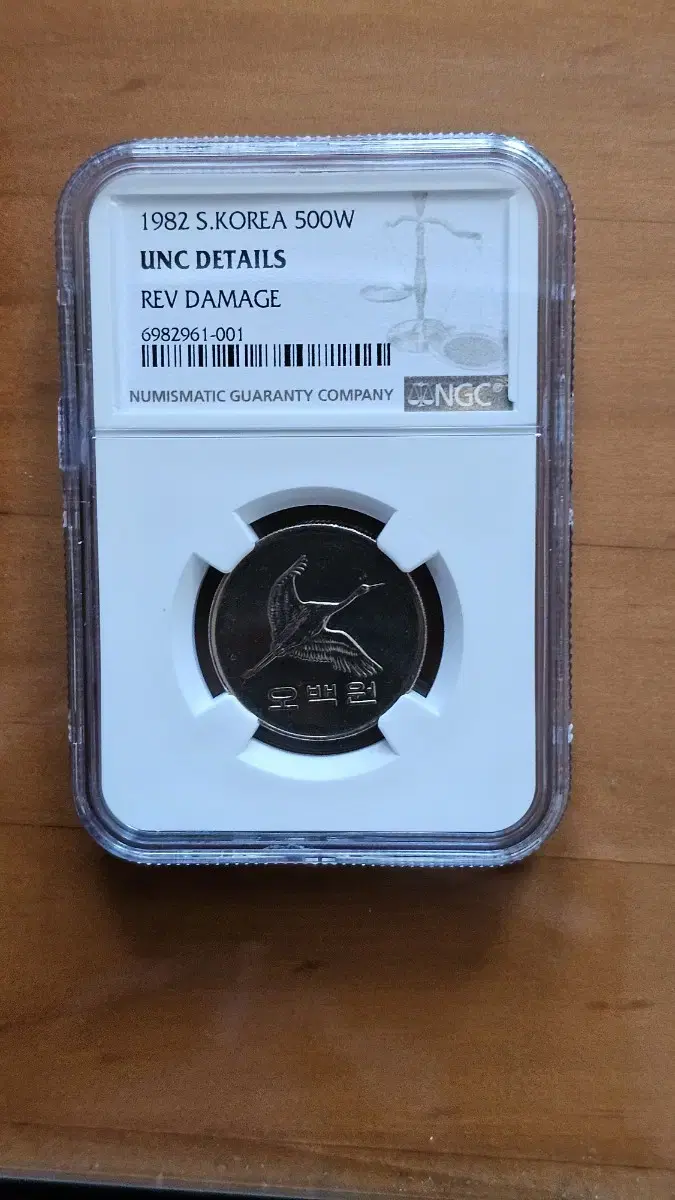 1982 S.KOREA 500W
UNC DETAILS
REV DAMAGE
6982961-001
NUMISMATIC GUARANTY COMPANY NGC®
오백원